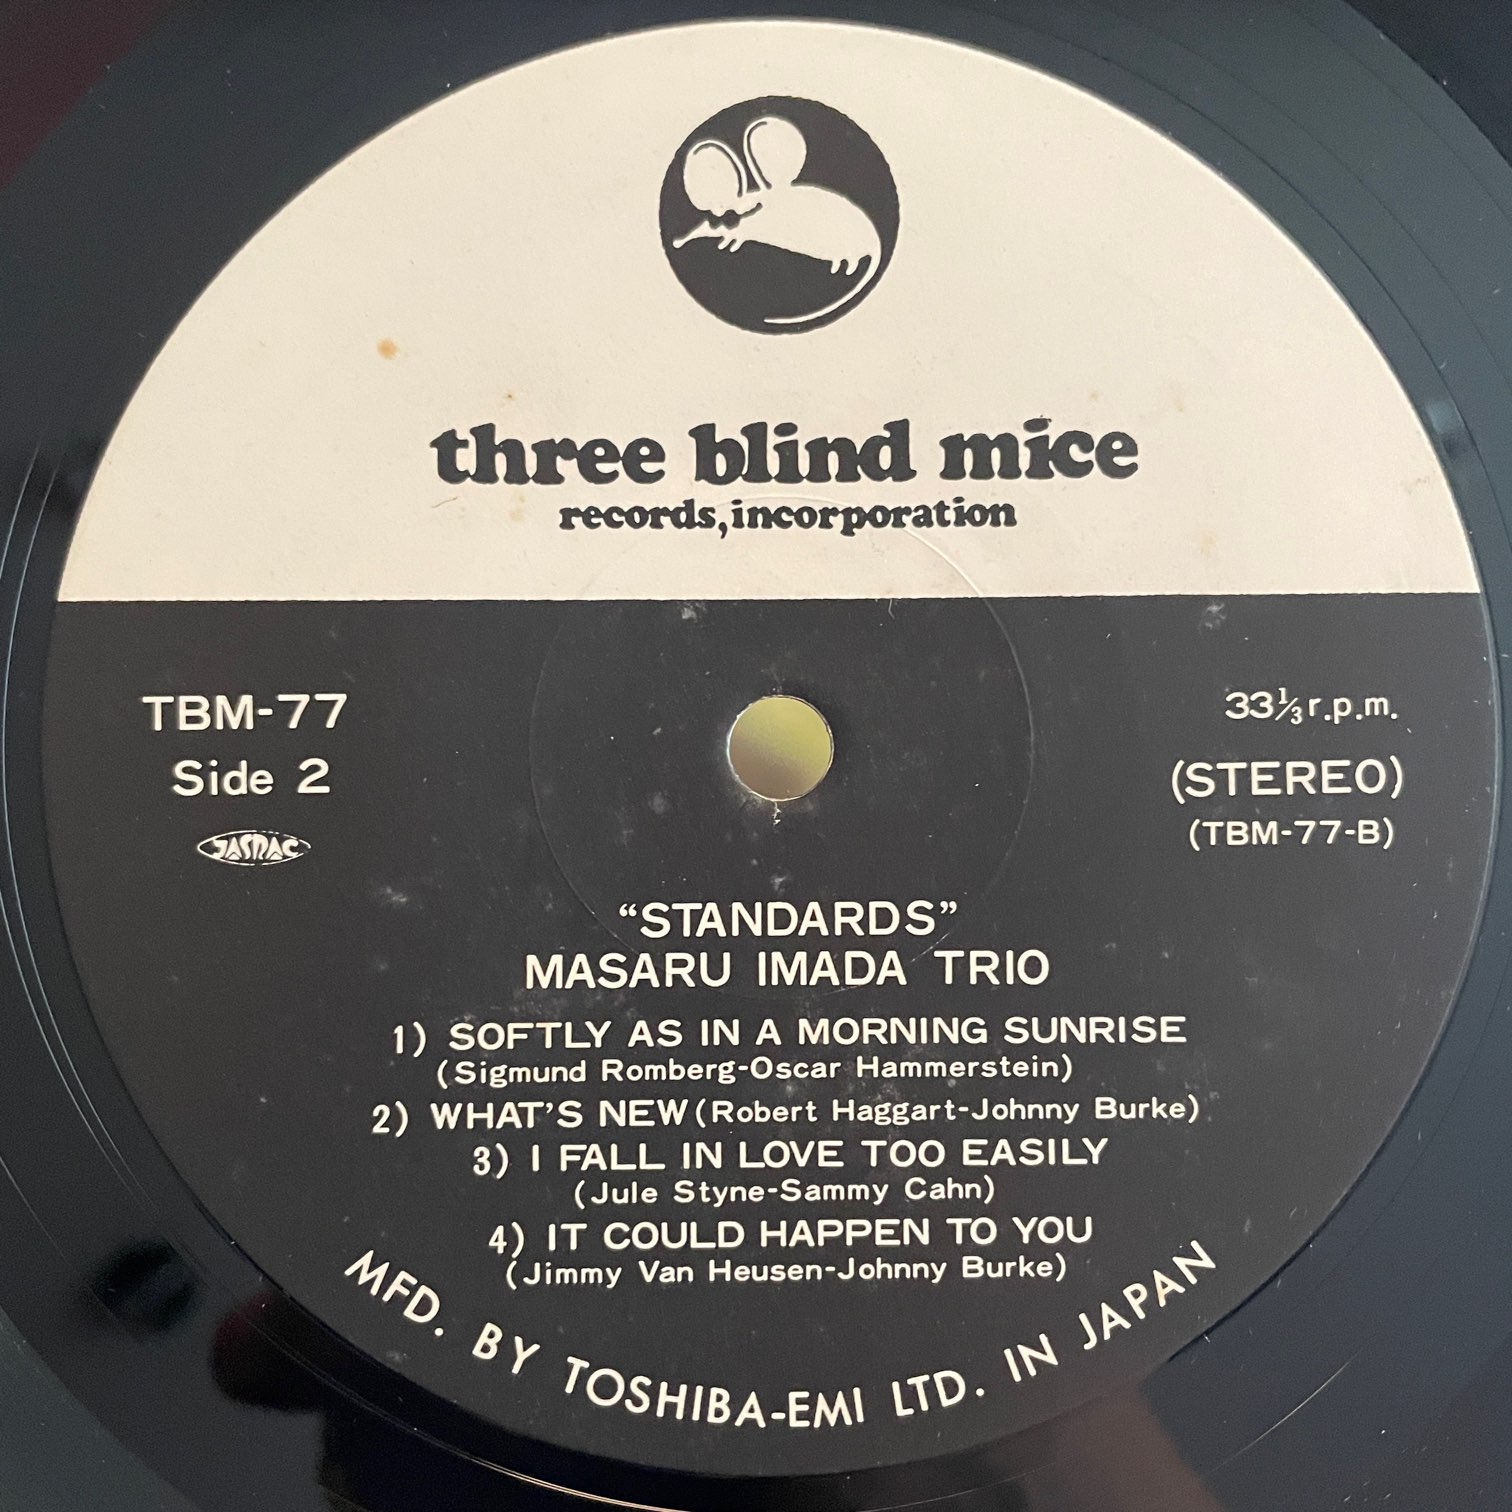 three blind mice
records, incorporation
TBM-77
33⅓ r.p.m.
Side 2
(STEREO)
JASRAC
(TBM-77-B)
“STANDARDS”
MASARU IMADA TRIO
1) SOFTLY AS IN A MORNING SUNRISE
(Sigmund Romberg-Oscar Hammerstein)
2) WHAT'S NEW (Robert Haggart-Johnny Burke)
3) I FALL IN LOVE TOO EASILY
(Jule Styne-Sammy Cahn)
4) IT COULD HAPPEN TO YOU
(Jimmy Van Heusen-Johnny Burke)
MFD. BY TOSHIBA-EMI LTD. IN JAPAN